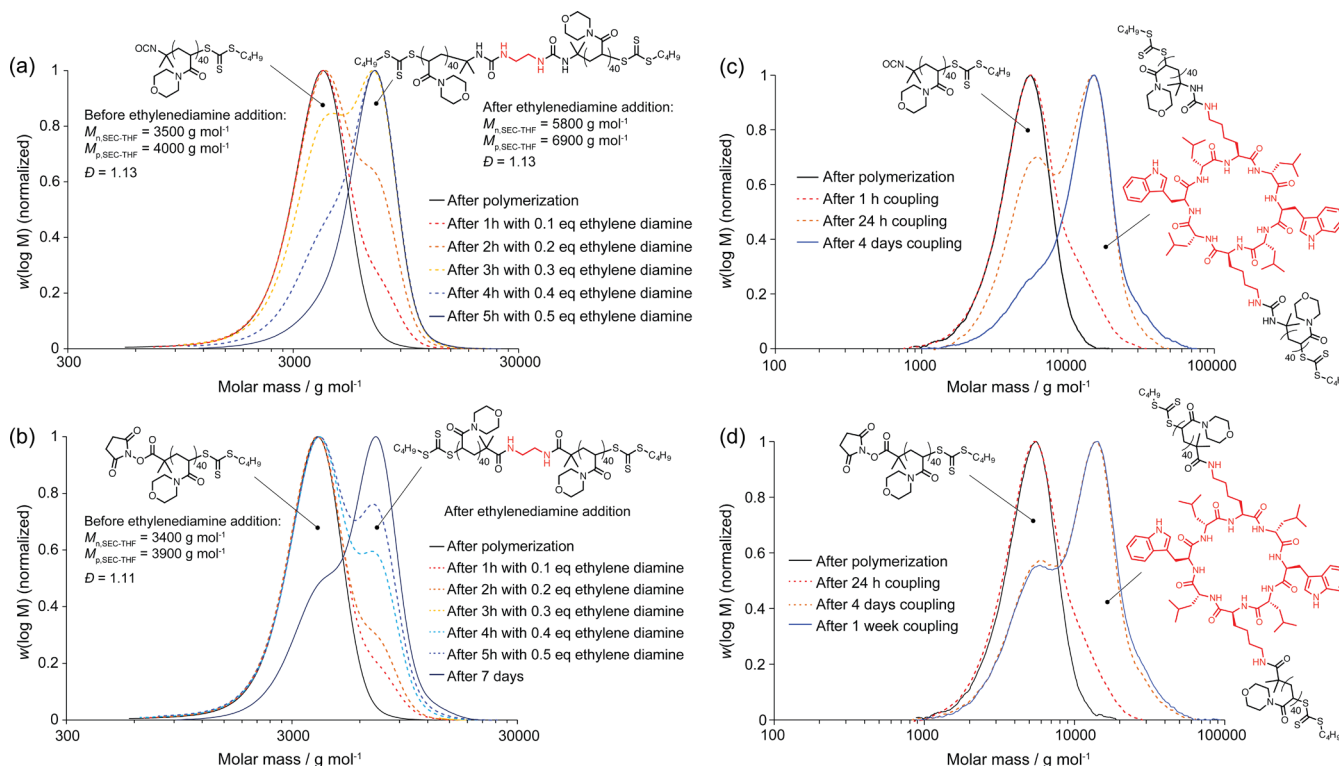 (a)
OCN
O
N
O
40
S
S
S
C4H9
C4H9
S
S
S
O
N
O
40
H
N
O
H
N
N
H
O
N
H
O
N
O
40
S
S
S
C4H9
1
0.8
0.6
0.4
0.2
0
w(log M) (normalized)
Before ethylenediamine addition:
Mn,SEC-THF = 3500 g mol-1
Mp,SEC-THF = 4000 g mol-1
Đ = 1.13
After ethylenediamine addition:
Mn,SEC-THF = 5800 g mol-1
Mp,SEC-THF = 6900 g mol-1
Đ = 1.13
After polymerization
After 1h with 0.1 eq ethylene diamine
After 2h with 0.2 eq ethylene diamine
After 3h with 0.3 eq ethylene diamine
After 4h with 0.4 eq ethylene diamine
After 5h with 0.5 eq ethylene diamine
300
3000
30000
Molar mass / g mol-1
(b)
1
0.8
0.6
0.4
0.2
0
w(log M) (normalized)
Before ethylenediamine addition:
Mn,SEC-THF = 3400 g mol-1
Mp,SEC-THF = 3900 g mol-1
Đ = 1.11
After ethylenediamine addition
After polymerization
After 1h with 0.1 eq ethylene diamine
After 2h with 0.2 eq ethylene diamine
After 3h with 0.3 eq ethylene diamine
After 4h with 0.4 eq ethylene diamine
After 5h with 0.5 eq ethylene diamine
After 7 days
300
3000
30000
Molar mass / g mol-1
(c)
1
0.8
0.6
0.4
0.2
0
w(log M) (normalized)
After polymerization
After 1 h coupling
After 24 h coupling
After 4 days coupling
100
1000
10000
100000
Molar mass / g mol-1
(d)
1
0.8
0.6
0.4
0.2
0
w(log M) (normalized)
After polymerization
After 24 h coupling
After 4 days coupling
After 1 week coupling
100
1000
10000
100000
Molar mass / g mol-1